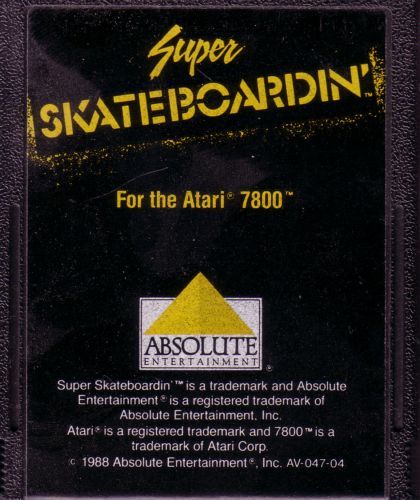 Super
SKATEBOARDIN'™
For the Atari® 7800™
ABSOLUTE
ENTERTAINMENT®
Super Skateboardin'™ is a trademark and Absolute
Entertainment® is a registered trademark of
Absolute Entertainment, Inc.
Atari® is a registered trademark and 7800™ is a
trademark of Atari Corp.
© 1988 Absolute Entertainment®, Inc. AV-047-04